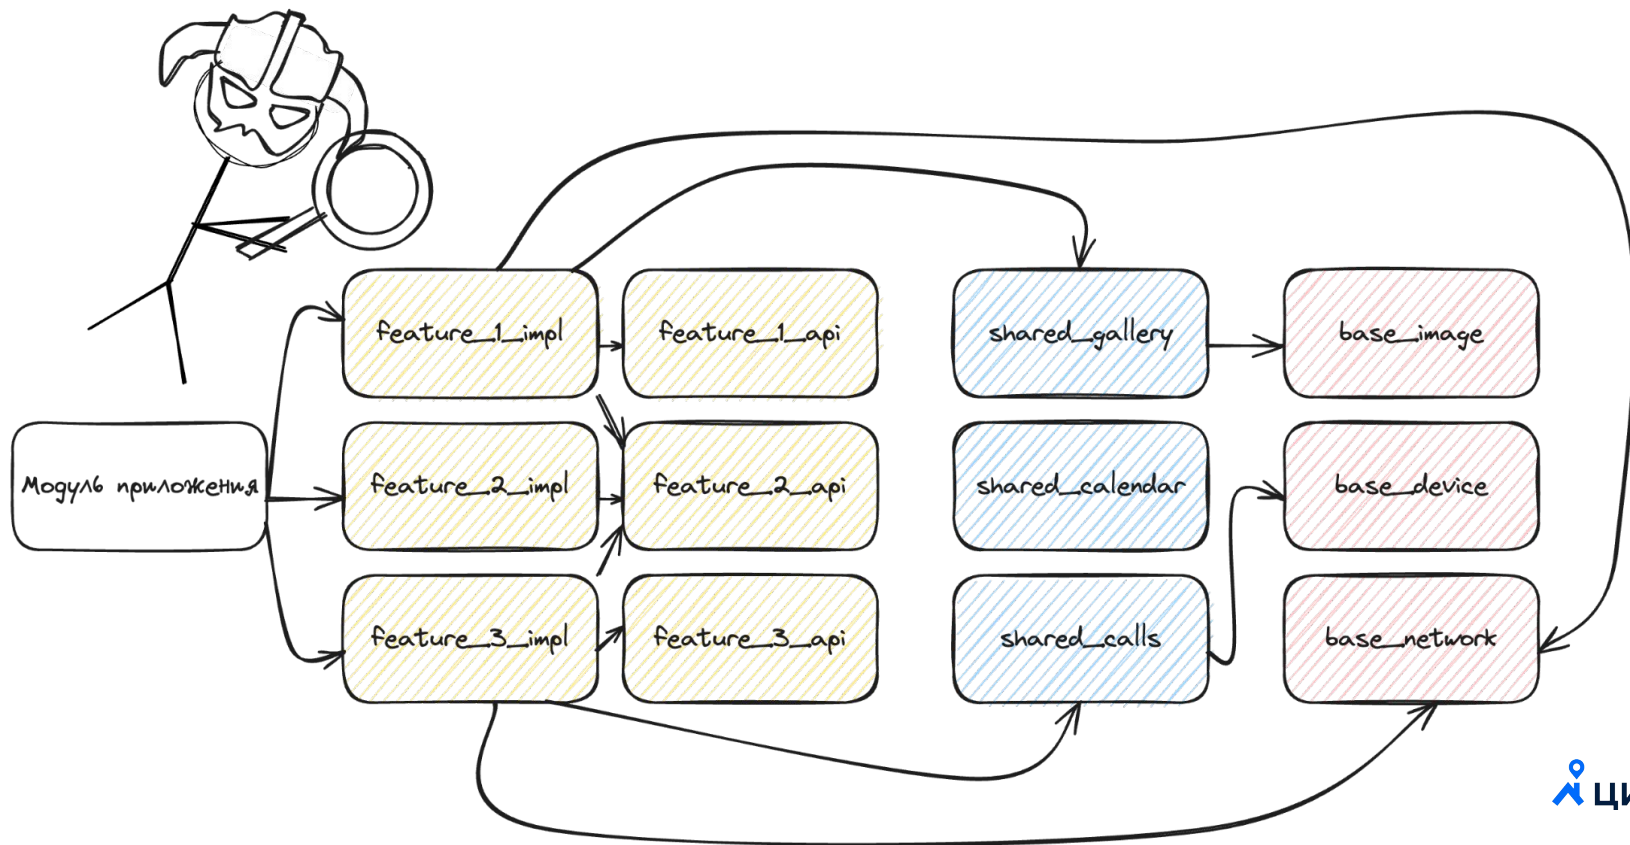 feature_1_impl
feature_1_api
shared_gallery
base_image
Модуль приложения
feature_2_impl
feature_2_api
shared_calendar
base_device
feature_3_impl
feature_3_api
shared_calls
base_network